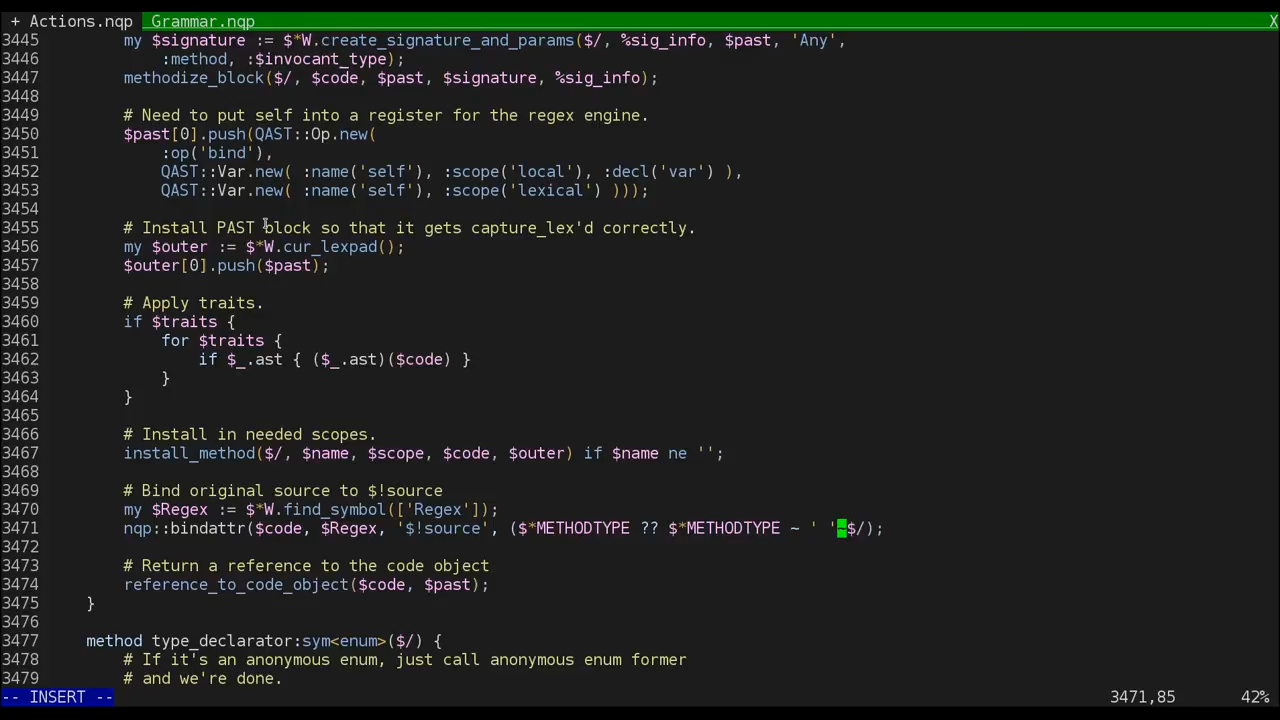 + Actions.nqp  Grammar.nqp X
3445         my $signature := $*W.create_signature_and_params($/, %sig_info, $past, 'Any',
3446             :method, :$invocant_type);
3447         methodize_block($/, $code, $past, $signature, %sig_info);
3448
3449         # Need to put self into a register for the regex engine.
3450         $past[0].push(QAST::Op.new(
3451             :op('bind'),
3452             QAST::Var.new( :name('self'), :scope('local'), :decl('var') ),
3453             QAST::Var.new( :name('self'), :scope('lexical') )));
3454
3455         # Install PAST block so that it gets capture_lex'd correctly.
3456         my $outer := $*W.cur_lexpad();
3457         $outer[0].push($past);
3458
3459         # Apply traits.
3460         if $traits {
3461             for $traits {
3462                 if $_.ast { ($_.ast)($code) }
3463             }
3464         }
3465
3466         # Install in needed scopes.
3467         install_method($/, $name, $scope, $code, $outer) if $name ne '';
3468
3469         # Bind original source to $!source
3470         my $Regex := $*W.find_symbol(['Regex']);
3471         nqp::bindattr($code, $Regex, '$!source', ($*METHODTYPE ?? $*METHODTYPE ~ ' '~$/);
3472
3473         # Return a reference to the code object
3474         reference_to_code_object($code, $past);
3475     }
3476
3477     method type_declarator:sym<enum>($/) {
3478         # If it's an anonymous enum, just call anonymous enum former
3479         # and we're done.
-- INSERT -- 3471,85 42%